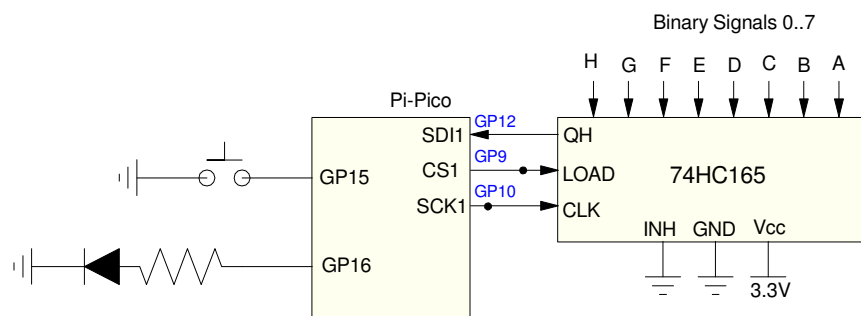 Binary Signals 0..7
H G F E D C B A
Pi-Pico
SDI1 GP12 QH
CS1 GP9 LOAD 74HC165
SCK1 GP10 CLK
GP15
INH GND Vcc
GP16
3.3V